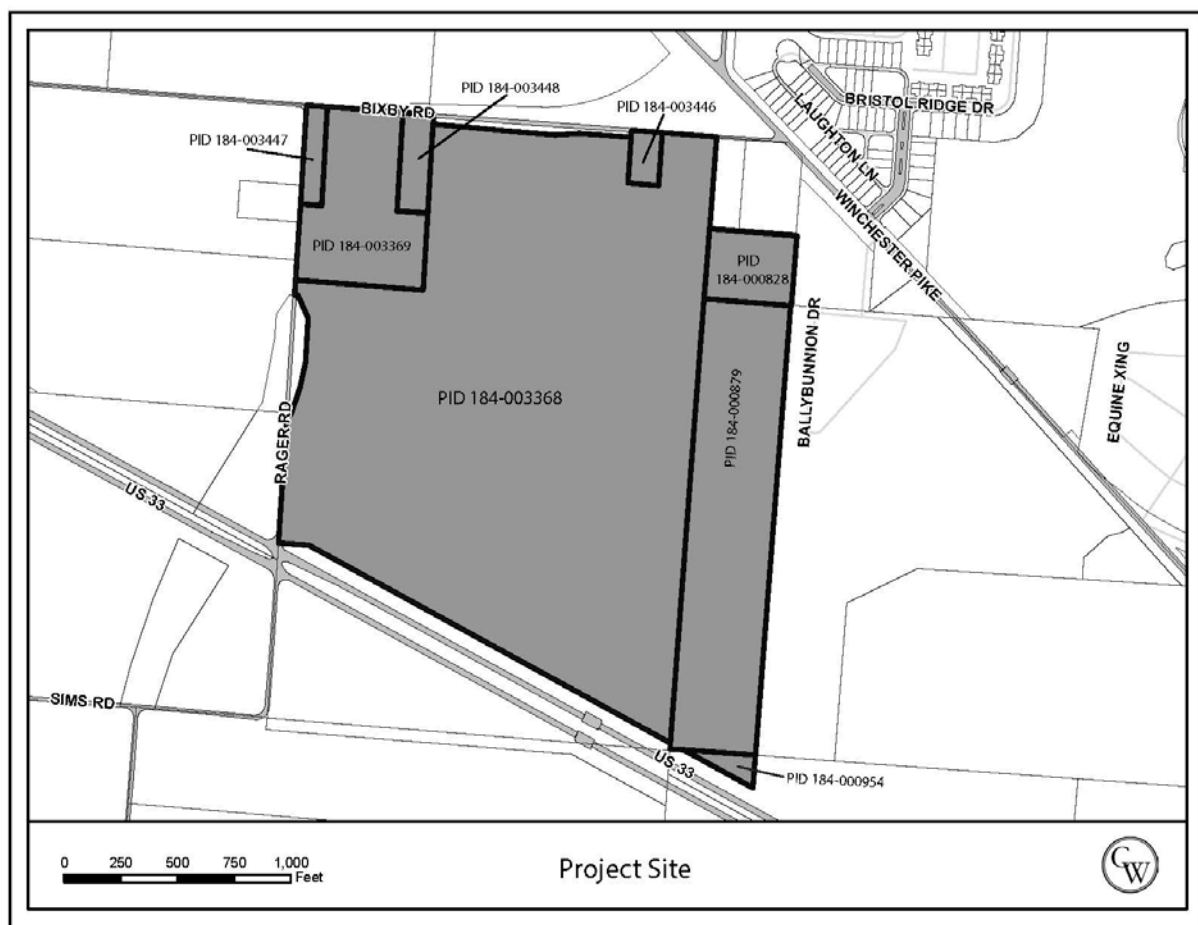 PID 184-003448
PID 184-003446
BIXBY RD
BRISTOL RIDGE DR
LAUGHTON LN
PID 184-003447
WINCHESTER PIKE
PID 184-003369
PID
184-000828
BALLYBUNNION DR
EQUINE XING
PID 184-003368
PID 184-000879
RAGER RD
US 33
SIMS RD
US 33
PID 184-000954
0 250 500 750 1,000
Feet
Project Site
CW